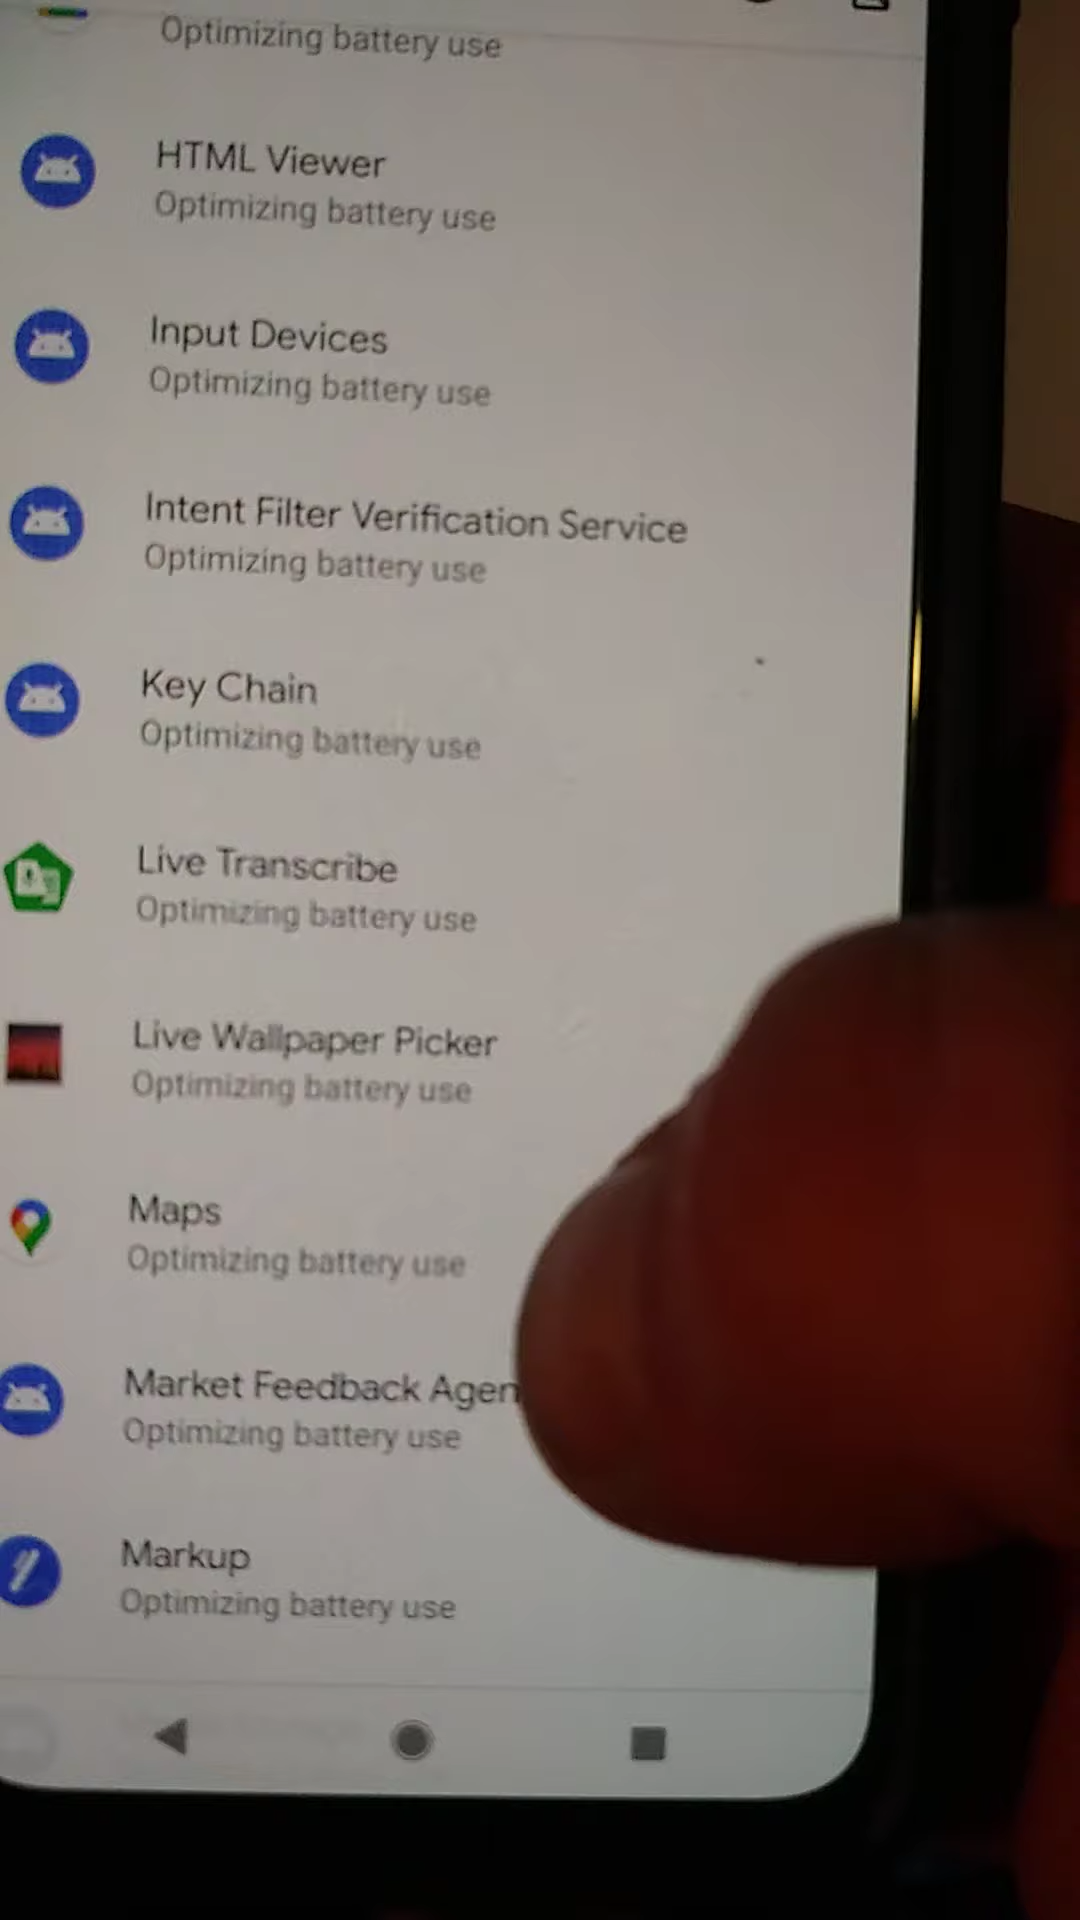 Optimizing battery use
HTML Viewer
Optimizing battery use
Input Devices
Optimizing battery use
Intent Filter Verification Service
Optimizing battery use
Key Chain
Optimizing battery use
Live Transcribe
Optimizing battery use
Live Wallpaper Picker
Optimizing battery use
Maps
Optimizing battery use
Market Feedback Agen
Optimizing battery use
Markup
Optimizing battery use